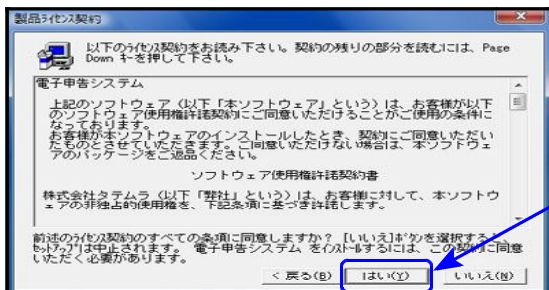 製品ライセンス契約
以下のライセンス契約をお読み下さい。契約の残りの部分を読むには、Page
Down キーを押して下さい。
電子申告システム
上記のソフトウェア（以下「本ソフトウェア」という）は、お客様が以下
のソフトウェア使用権許諾契約にご同意いただけることがご使用の条件に
なっております。
お客様が本ソフトウェアのインストールしたとき、契約にご同意いただい
たものとさせていただきます。ご同意いただけない場合は、本ソフトウェ
アのパッケージをご返品ください。
ソフトウェア使用権許諾契約書
株式会社タテムラ（以下「弊社」という）は、お客様に対して、本ソフトウ
ェアの非独占的使用権を、下記条項に基づき許諾します。
前述のライセンス契約のすべての条項に同意しますか？ [いいえ]ボタンを選択すると、
セットアップは中止されます。 電子申告システム をインストールするには、この契約に同意
いただく必要があります。
< 戻る(B)
はい(Y)
いいえ(N)